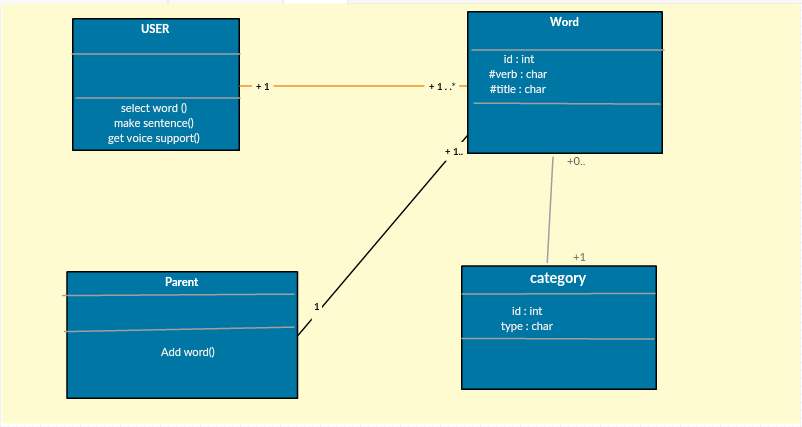 USER
select word ()
make sentence()
get voice support()
+ 1
+ 1 . .*
Word
id : int
#verb : char
#title : char
+ 1..
+0..
Parent
Add word()
1
+1
category
id : int
type : char